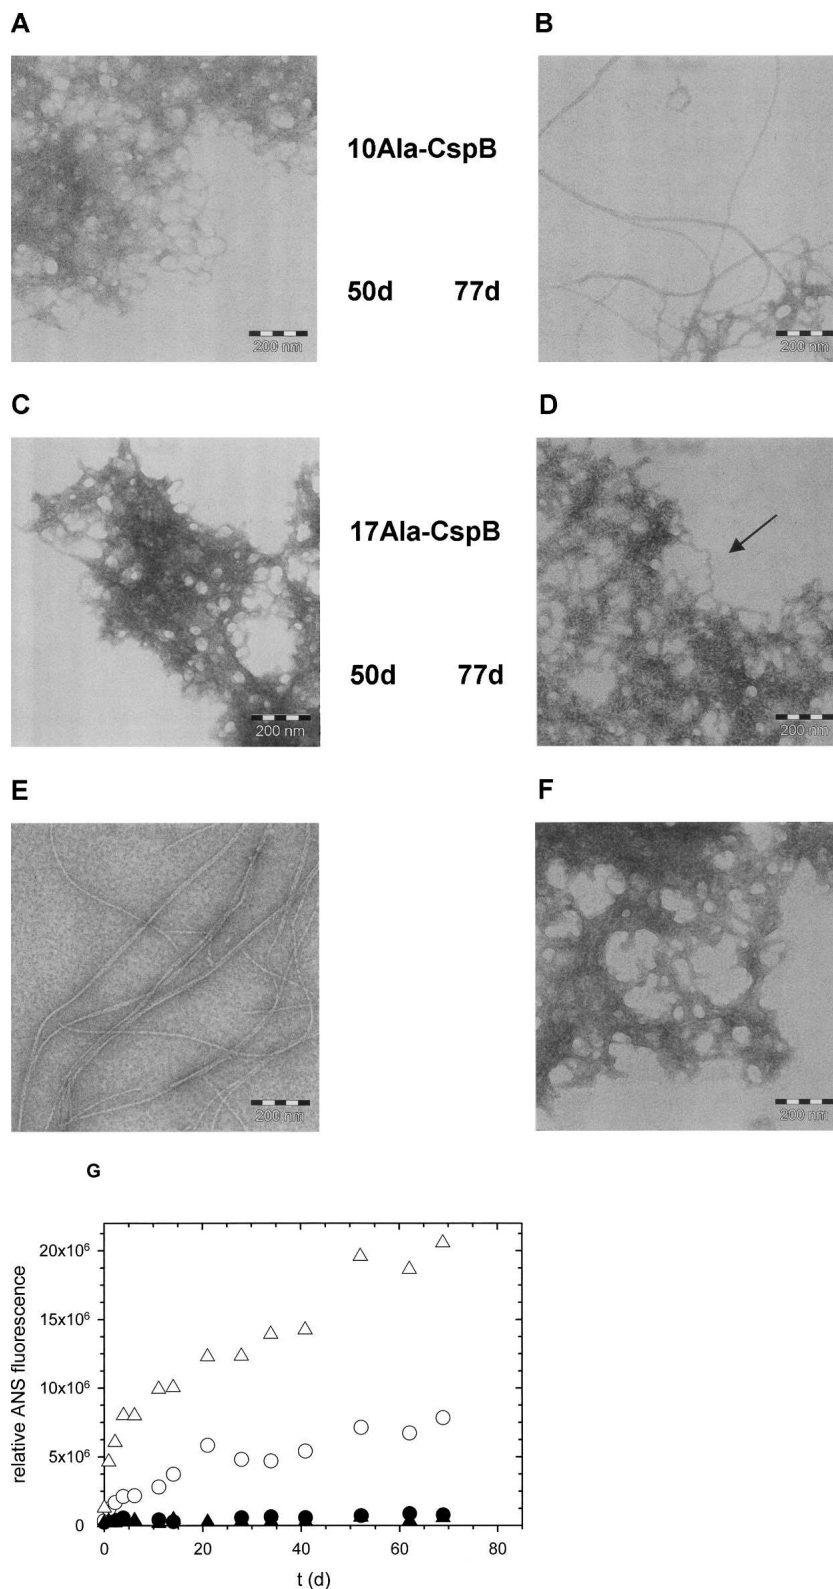 A
B
10Ala-CspB
50d 77d
200 nm
200 nm
C
D
17Ala-CspB
50d 77d
200 nm
200 nm
E
F
200 nm
200 nm
G
relative ANS fluorescence
20x10⁶
15x10⁶
10x10⁶
5x10⁶
0
0 20 40 60 80
t (d)